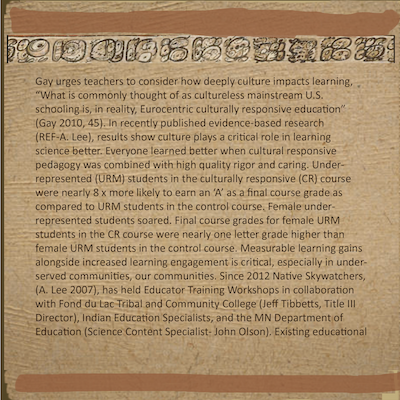 Gay urges teachers to consider how deeply culture impacts learning,
“What is commonly thought of as cultureless mainstream U.S.
schooling is, in reality, Eurocentric culturally responsive education”
(Gay 2010, 45). In recently published evidence-based research
(REF-A. Lee), results show culture plays a critical role in learning
science better. Everyone learned better when cultural responsive
pedagogy was combined with high quality rigor and caring. Under-
represented (URM) students in the culturally responsive (CR) course
were nearly 8 x more likely to earn an ‘A’ as a final course grade as
compared to URM students in the control course. Female under-
represented students soared. Final course grades for female URM
students in the CR course were nearly one letter grade higher than
female URM students in the control course. Measurable learning gains
alongside increased learning engagement is critical, especially in under-
served communities, our communities. Since 2012 Native Skywatchers,
(A. Lee 2007), has held Educator Training Workshops in collaboration
with Fond du Lac Tribal and Community College (Jeff Tibbetts, Title III
Director), Indian Education Specialists, and the MN Department of
Education (Science Content Specialist- John Olson). Existing educational